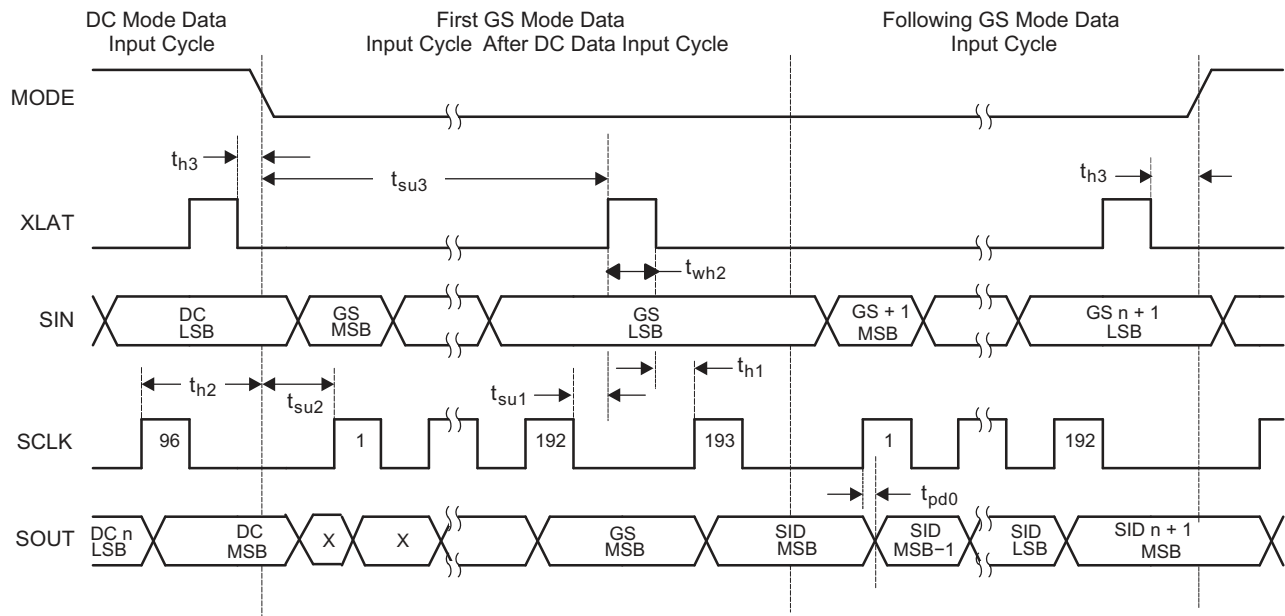 DC Mode Data
Input Cycle
First GS Mode Data
Input Cycle After DC Data Input Cycle
Following GS Mode Data
Input Cycle
MODE
th3
tsu3
th3
XLAT
twh2
SIN
DC
LSB
GS
MSB
GS
LSB
GS + 1
MSB
GS n + 1
LSB
th2
tsu2
tsu1
th1
SCLK
96
1
192
193
1
192
tpd0
SOUT
DC n
LSB
DC
MSB
X
X
GS
MSB
SID
MSB
SID
MSB−1
SID
LSB
SID n + 1
MSB